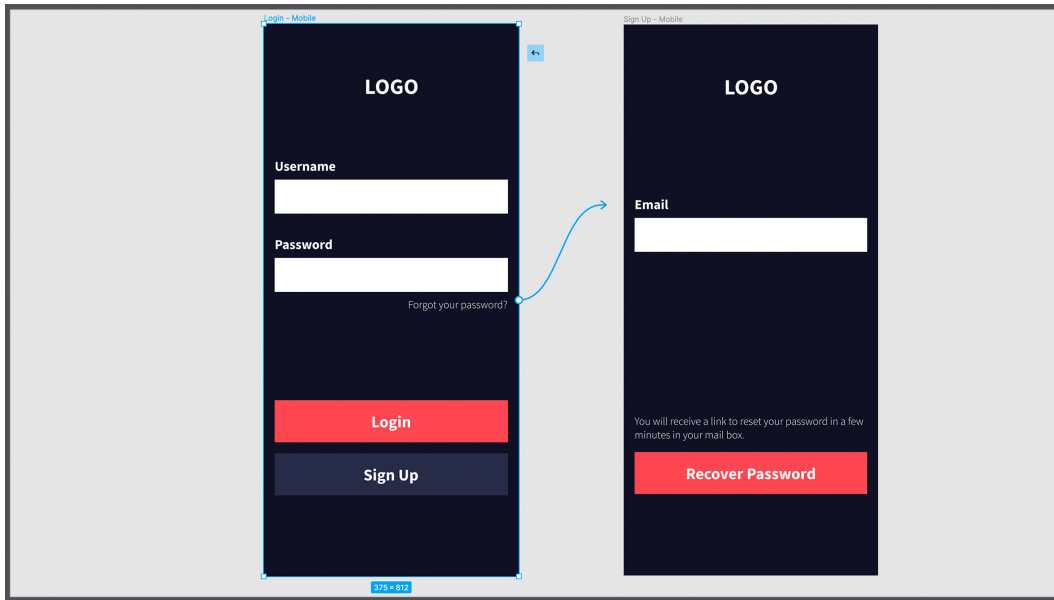 Login - Mobile
LOGO
Username
Password
Forgot your password?
Login
Sign Up
375 × 812
Sign Up - Mobile
LOGO
Email
You will receive a link to reset your password in a few
minutes in your mail box.
Recover Password